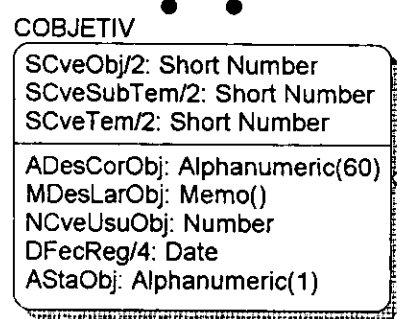 COBJETIV
SCveObj/2: Short Number
SCveSubTem/2: Short Number
SCveTem/2: Short Number
ADesCorObj: Alphanumeric(60)
MDesLarObj: Memo()
NCveUsuObj: Number
DFecReg/4: Date
AStaObj: Alphanumeric(1)